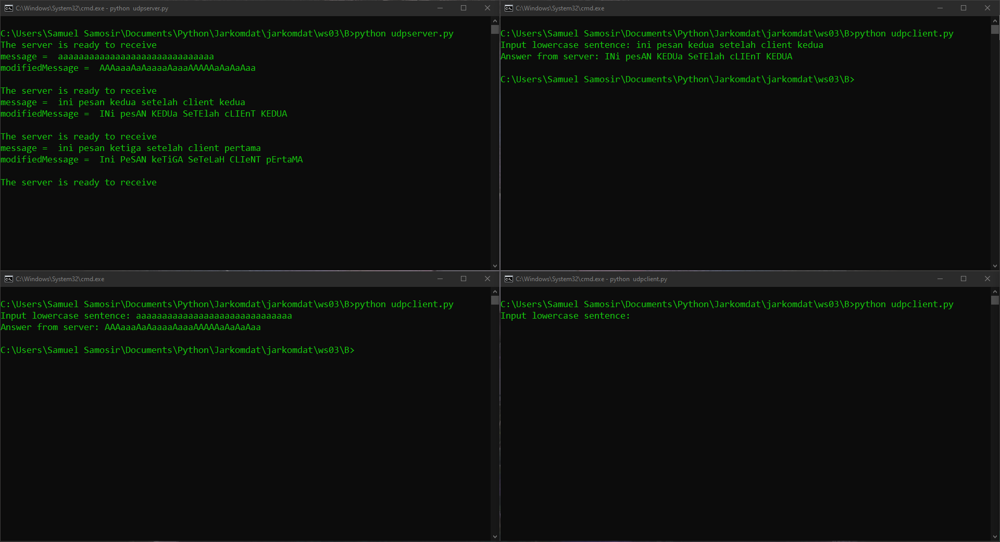 C:\Windows\System32\cmd.exe - python  udpserver.py
C:\Users\Samuel Samosir\Documents\Python\Jarkomdat\jarkomdat\ws03\B>python udpserver.py
The server is ready to receive
message =  aaaaaaaaaaaaaaaaaaaaaaaaaaaaaa
modifiedMessage =  AAAaaaAaAaaaaAaaaAAAAAaAaAaAaa
The server is ready to receive
message =  ini pesan kedua setelah client kedua
modifiedMessage =  INi pesAN KEDUa SeTElah cLIEnT KEDUA
The server is ready to receive
message =  ini pesan ketiga setelah client pertama
modifiedMessage =  Ini PeSAN keTiGA SeTeLaH CLIeNT pErtaMA
The server is ready to receive
C:\Windows\System32\cmd.exe
C:\Users\Samuel Samosir\Documents\Python\Jarkomdat\jarkomdat\ws03\B>python udpclient.py
Input lowercase sentence: ini pesan kedua setelah client kedua
Answer from server: INi pesAN KEDUa SeTElah cLIEnT KEDUA
C:\Users\Samuel Samosir\Documents\Python\Jarkomdat\jarkomdat\ws03\B>
C:\Windows\System32\cmd.exe
C:\Users\Samuel Samosir\Documents\Python\Jarkomdat\jarkomdat\ws03\B>python udpclient.py
Input lowercase sentence: aaaaaaaaaaaaaaaaaaaaaaaaaaaaaa
Answer from server: AAAaaaAaAaaaaAaaaAAAAAaAaAaAaa
C:\Users\Samuel Samosir\Documents\Python\Jarkomdat\jarkomdat\ws03\B>
C:\Windows\System32\cmd.exe - python  udpclient.py
C:\Users\Samuel Samosir\Documents\Python\Jarkomdat\jarkomdat\ws03\B>python udpclient.py
Input lowercase sentence: